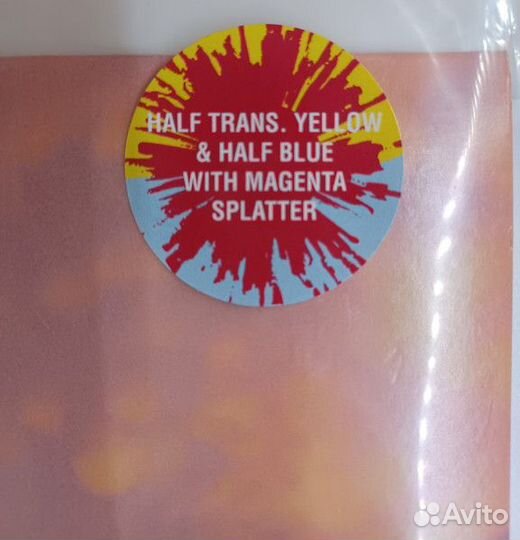 HALF TRANS. YELLOW
& HALF BLUE
WITH MAGENTA
SPLATTER
Avito